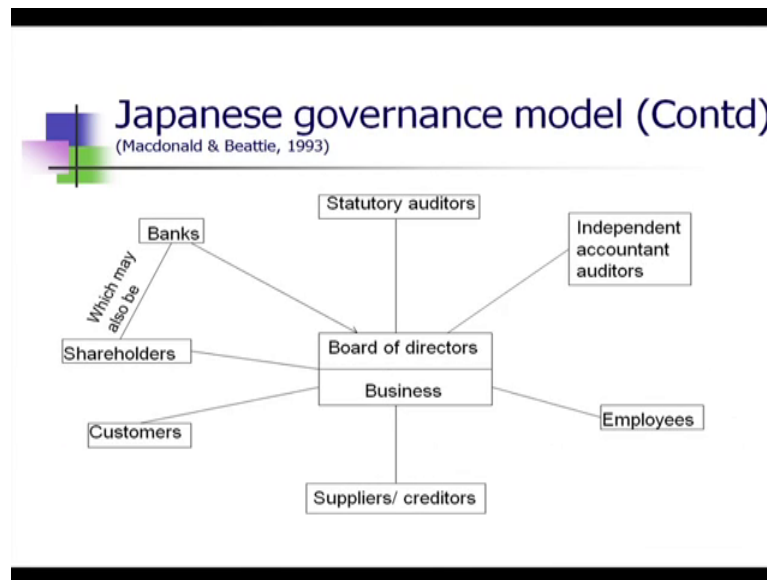 Japanese governance model (Contd)
(Macdonald & Beattie, 1993)
Statutory auditors
Banks
Independent
accountant
auditors
Which may
also be
Shareholders
Board of directors
Business
Customers
Employees
Suppliers/ creditors